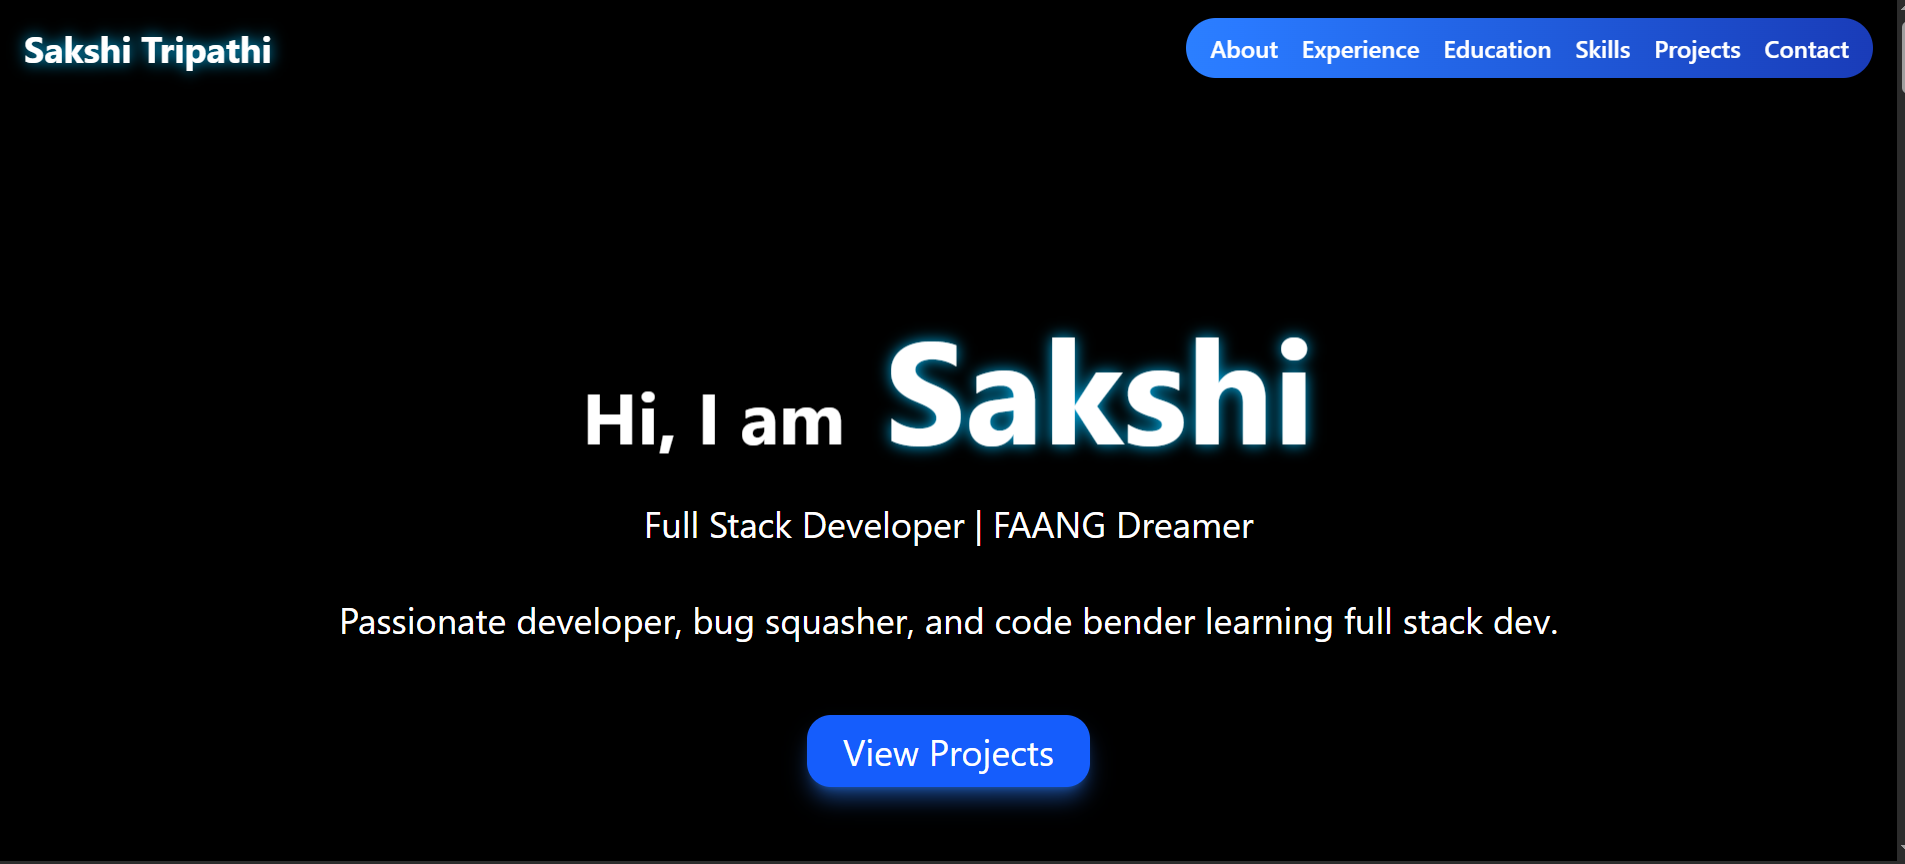 Sakshi Tripathi
About Experience Education Skills Projects Contact
Hi, I am Sakshi
Full Stack Developer | FAANG Dreamer
Passionate developer, bug squasher, and code bender learning full stack dev.
View Projects